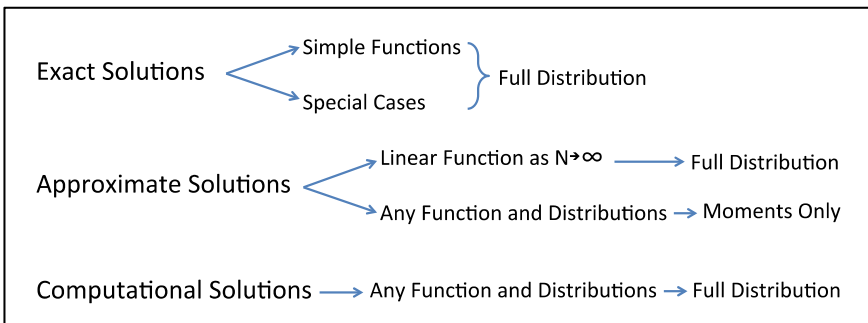 Simple Functions
Exact Solutions
Full Distribution
Special Cases
Linear Function as N→∞
Full Distribution
Approximate Solutions
Any Function and Distributions
Moments Only
Computational Solutions
Any Function and Distributions
Full Distribution